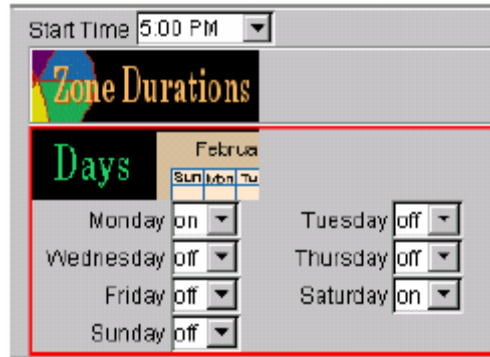 Start Time 5:00 PM
Zone Durations
Days
Februa
Sun Mon Tu
Monday on Tuesday off
Wednesday off Thursday off
Friday off Saturday on
Sunday off